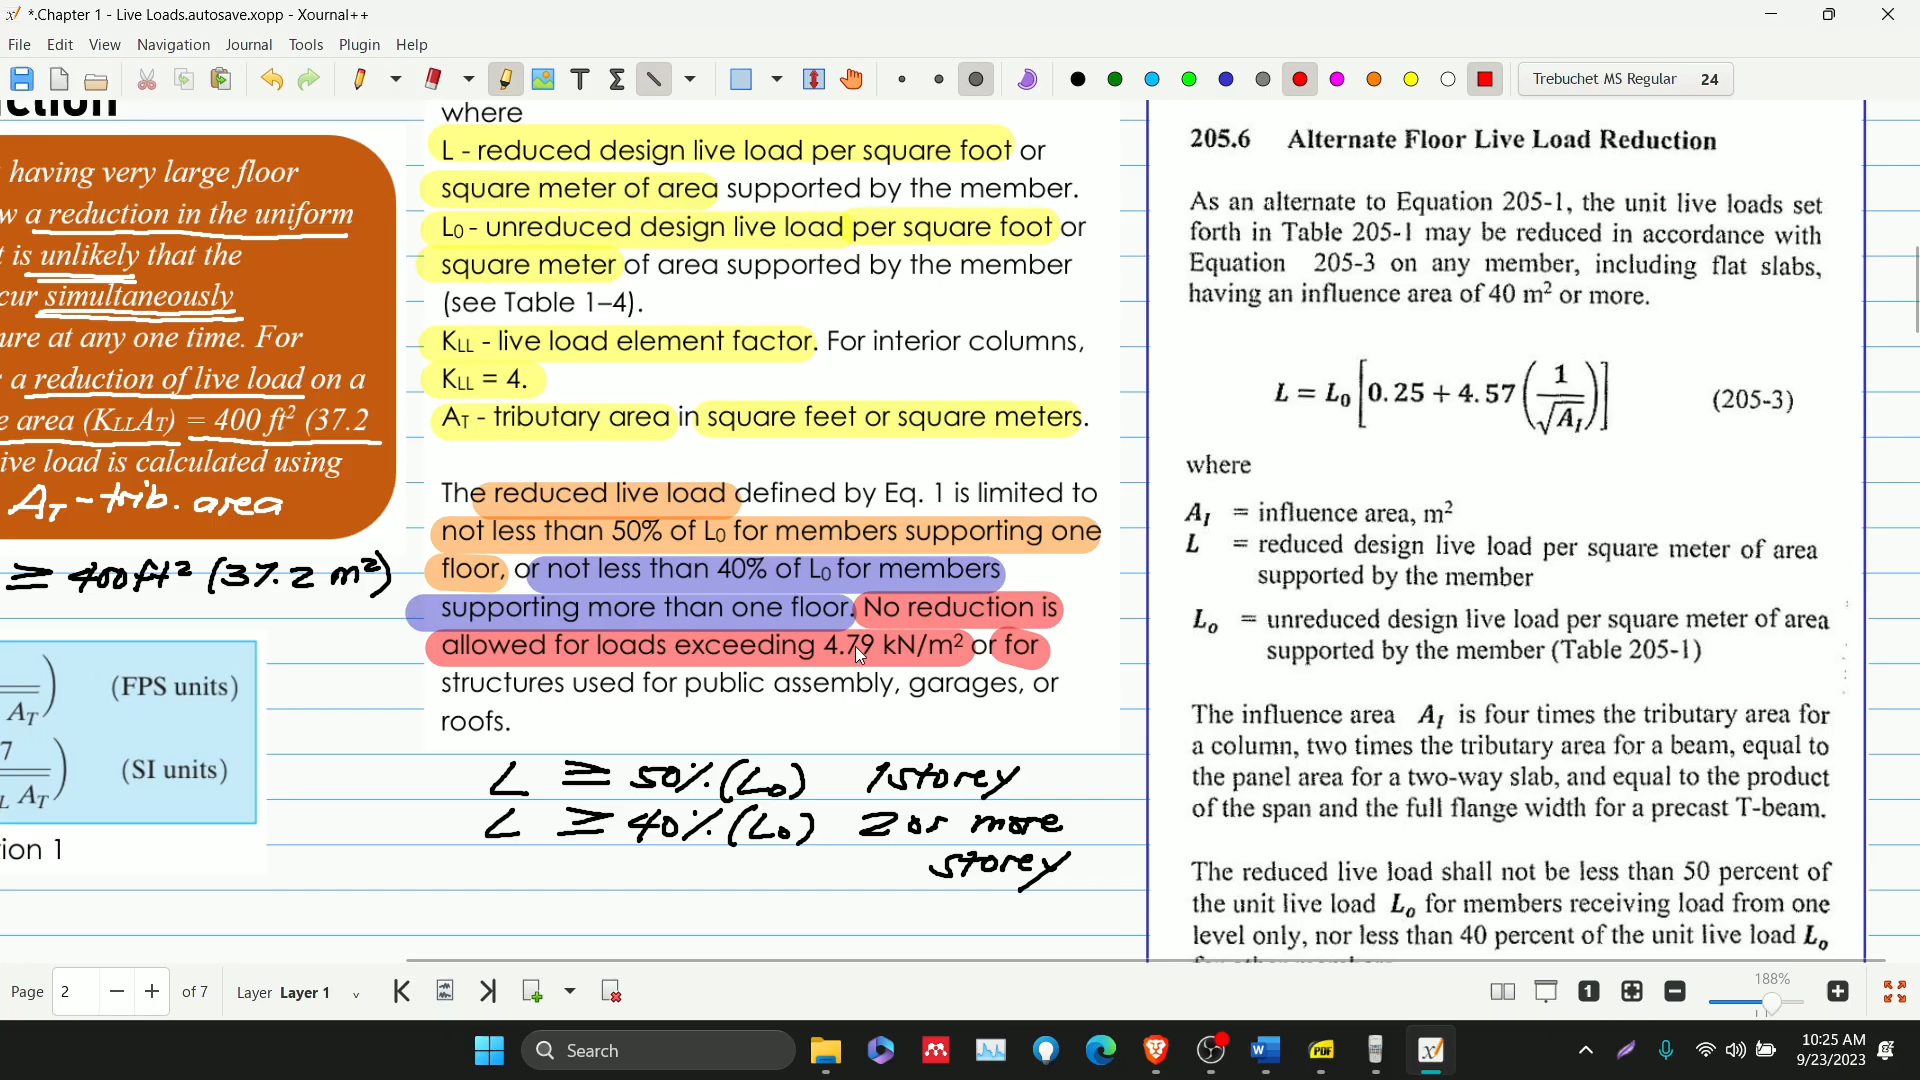 *.Chapter 1 - Live Loads.autosave.xopp - Xournal++
File Edit View Navigation Journal Tools Plugin Help
Trebuchet MS Regular 24
having very large floor
a reduction in the uniform
t is unlikely that the
cur simultaneously
ure at any one time. For
a reduction of live load on a
e area (KLLAT) = 400 ft² (37.2
ive load is calculated using
AT - trib. area
≥ 400 ft² (37.2 m²)
AT (FPS units)
7 (SI units)
L AT
ion 1
where
L - reduced design live load per square foot or
square meter of area supported by the member.
L0 - unreduced design live load per square foot or
square meter of area supported by the member
(see Table 1–4).
KLL - live load element factor. For interior columns,
KLL = 4.
AT - tributary area in square feet or square meters.
The reduced live load defined by Eq. 1 is limited to
not less than 50% of L0 for members supporting one
floor, or not less than 40% of L0 for members
supporting more than one floor. No reduction is
allowed for loads exceeding 4.79 kN/m² or for
structures used for public assembly, garages, or
roofs.
L ≥ 50% (Lo) 1 storey
L ≥ 40% (Lo) 2 or more
storey
205.6 Alternate Floor Live Load Reduction
As an alternate to Equation 205-1, the unit live loads set
forth in Table 205-1 may be reduced in accordance with
Equation 205-3 on any member, including flat slabs,
having an influence area of 40 m² or more.
L = L0 [0.25 + 4.57 (1/√AI)] (205-3)
where
AI = influence area, m²
L = reduced design live load per square meter of area
supported by the member
Lo = unreduced design live load per square meter of area
supported by the member (Table 205-1)
The influence area AI is four times the tributary area for
a column, two times the tributary area for a beam, equal to
the panel area for a two-way slab, and equal to the product
of the span and the full flange width for a precast T-beam.
The reduced live load shall not be less than 50 percent of
the unit live load Lo for members receiving load from one
level only, nor less than 40 percent of the unit live load Lo
Page 2 of 7 Layer Layer 1 188%
Search
10:25 AM
9/23/2023